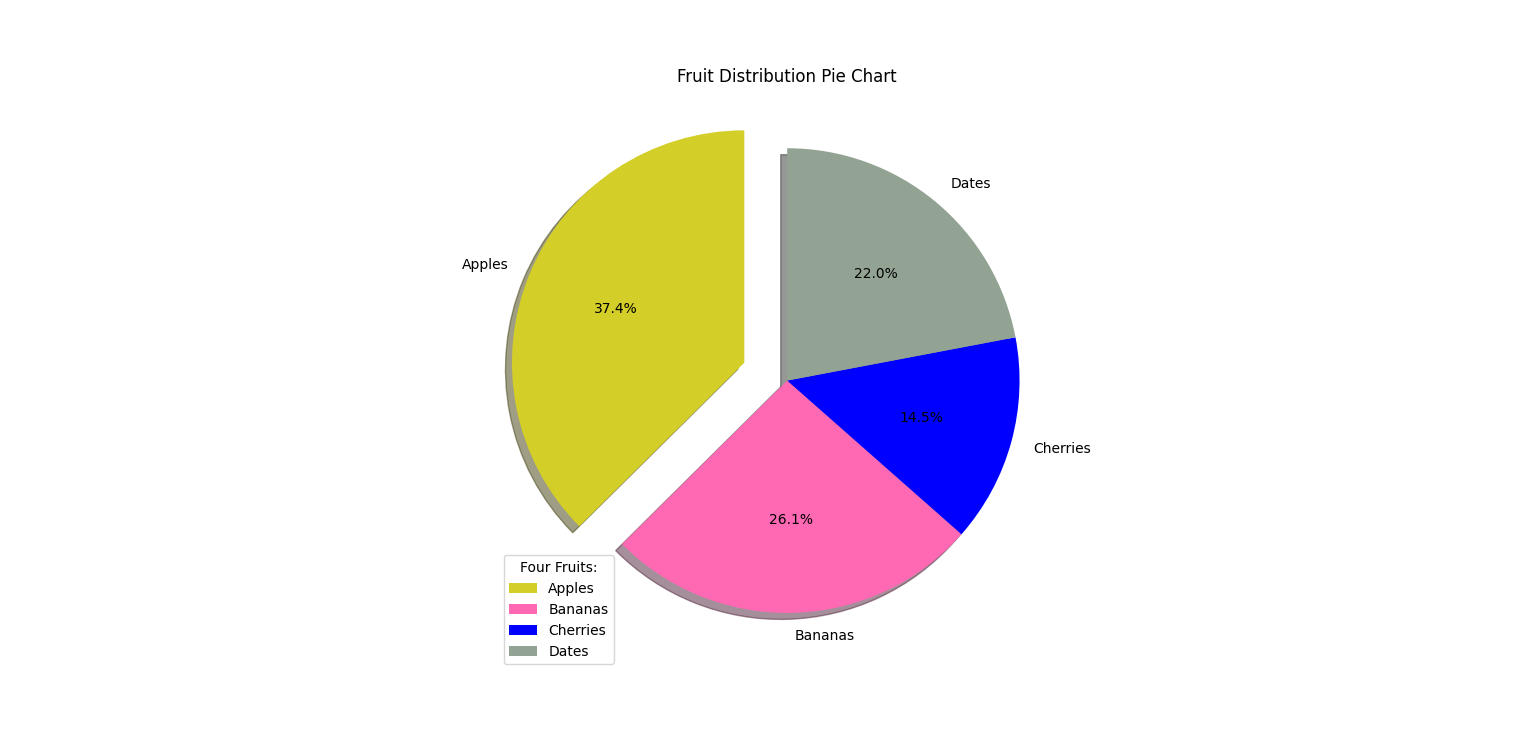 Fruit Distribution Pie Chart
Dates
Apples
22.0%
37.4%
14.5%
Cherries
26.1%
Bananas
Four Fruits:
Apples
Bananas
Cherries
Dates